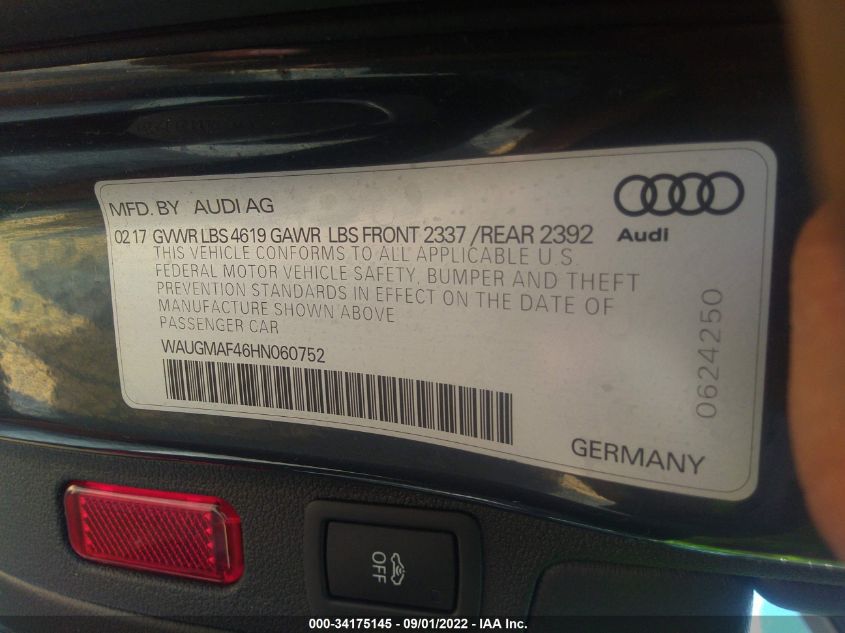 MFD. BY AUDI AG
02 17 GVWR LBS 4619 GAWR LBS FRONT 2337 /REAR 2392
Audi
THIS VEHICLE CONFORMS TO ALL APPLICABLE U.S.
FEDERAL MOTOR VEHICLE SAFETY, BUMPER AND THEFT
PREVENTION STANDARDS IN EFFECT ON THE DATE OF
MANUFACTURE SHOWN ABOVE
PASSENGER CAR
WAUGMAF46HN060752
0624250
GERMANY
OFF
000-34175145 - 09/01/2022 - IAA Inc.